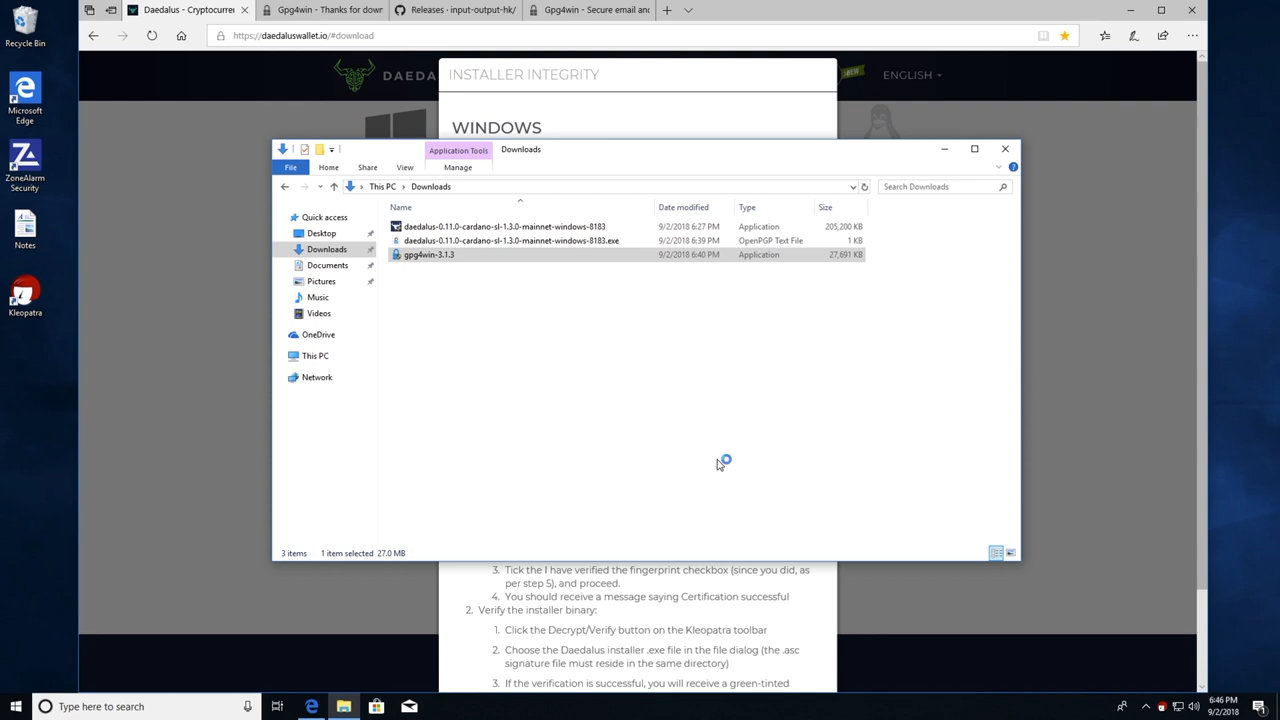 Recycle Bin
Microsoft
Edge
ZoneAlarm
Security
Notes
Kleopatra
Daedalus - Cryptocurren
Gpg4win - Thanks for down
Releases · input-output-hk/
Gpg4win - Secure email and
https://daedaluswallet.io/#download
DAEDA
INSTALLER INTEGRITY
NEW
ENGLISH
WINDOWS
Application Tools
Downloads
File
Home
Share
View
Manage
This PC
Downloads
Search Downloads
Name
Date modified
Type
Size
Quick access
Desktop
Downloads
Documents
Pictures
Music
Videos
OneDrive
This PC
Network
daedalus-0.11.0-cardano-sl-1.3.0-mainnet-windows-8183 9/2/2018 6:27 PM Application 205,200 KB
daedalus-0.11.0-cardano-sl-1.3.0-mainnet-windows-8183.exe 9/2/2018 6:39 PM OpenPGP Text File 1 KB
gpg4win-3.1.3 9/2/2018 6:40 PM Application 27,691 KB
3 items 1 item selected 27.0 MB
3. Tick the I have verified the fingerprint checkbox (since you did, as
per step 5), and proceed.
4. You should receive a message saying Certification successful
2. Verify the installer binary:
1. Click the Decrypt/Verify button on the Kleopatra toolbar
2. Choose the Daedalus installer .exe file in the file dialog (the .asc
signature file must reside in the same directory)
3. If the verification is successful, you will receive a green-tinted
Type here to search
6:46 PM
9/2/2018
1